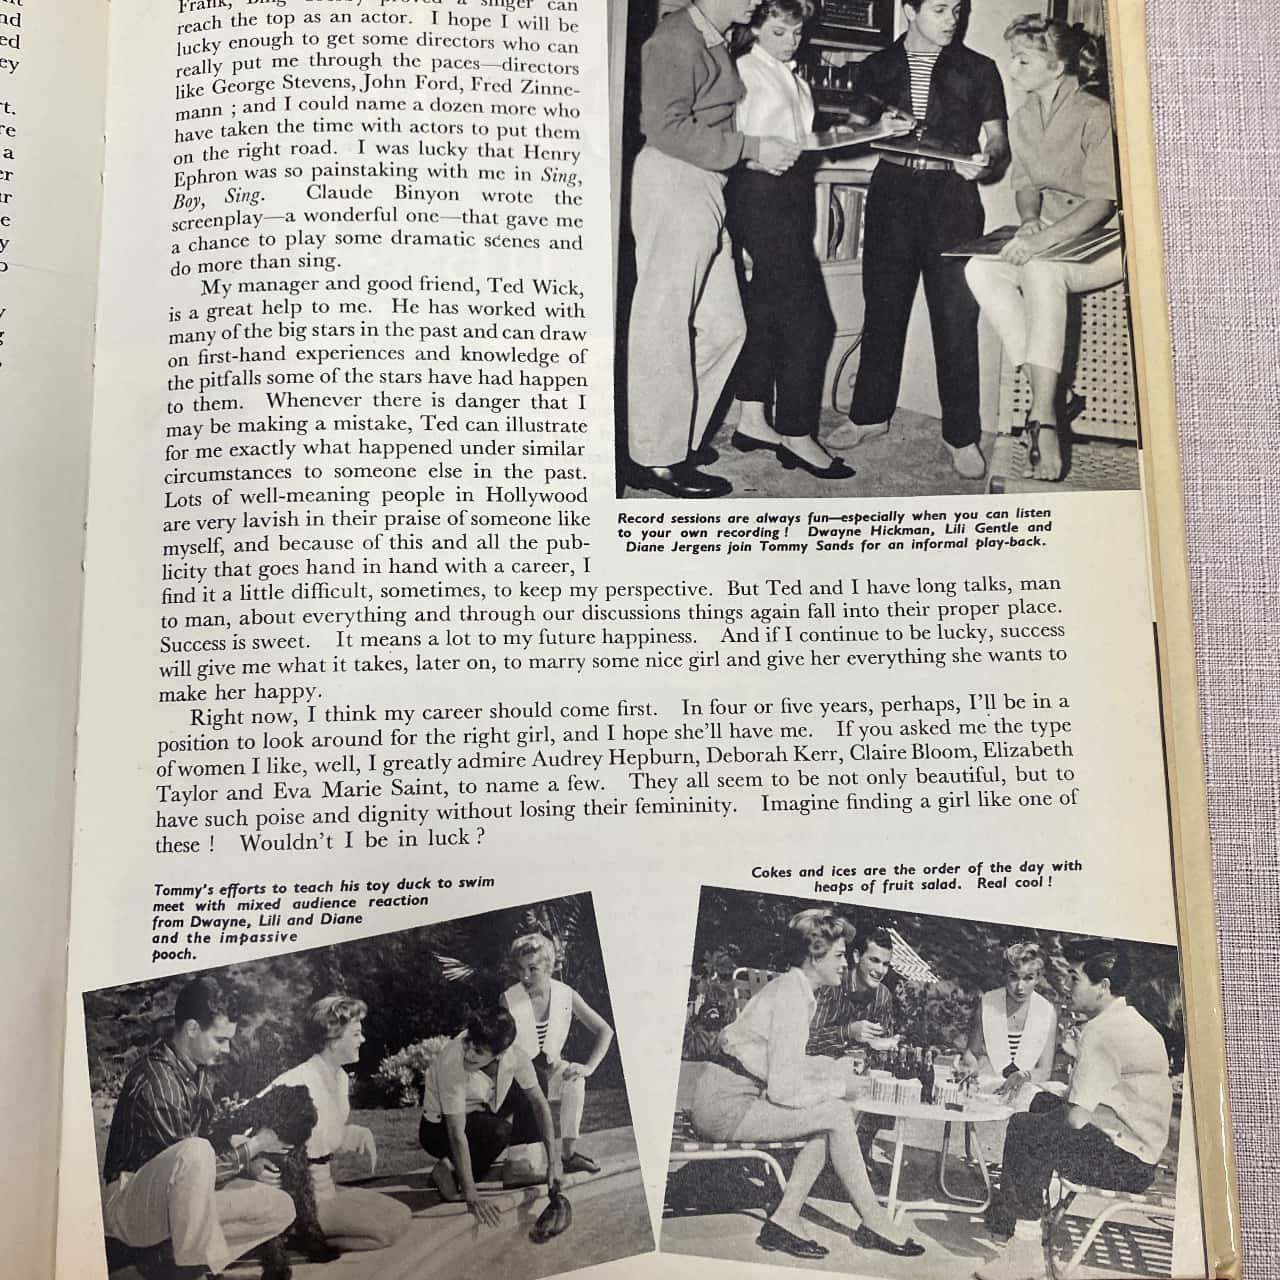 Frank, Bing Crosby proved a singer can
reach the top as an actor. I hope I will be
lucky enough to get some directors who can
really put me through the paces—directors
like George Stevens, John Ford, Fred Zinne-
mann ; and I could name a dozen more who
have taken the time with actors to put them
on the right road. I was lucky that Henry
Ephron was so painstaking with me in Sing,
Boy, Sing. Claude Binyon wrote the
screenplay—a wonderful one—that gave me
a chance to play some dramatic scenes and
do more than sing.
My manager and good friend, Ted Wick,
is a great help to me. He has worked with
many of the big stars in the past and can draw
on first-hand experiences and knowledge of
the pitfalls some of the stars have had happen
to them. Whenever there is danger that I
may be making a mistake, Ted can illustrate
for me exactly what happened under similar
circumstances to someone else in the past.
Lots of well-meaning people in Hollywood
are very lavish in their praise of someone like
myself, and because of this and all the pub-
licity that goes hand in hand with a career, I
find it a little difficult, sometimes, to keep my perspective. But Ted and I have long talks, man
to man, about everything and through our discussions things again fall into their proper place.
Success is sweet. It means a lot to my future happiness. And if I continue to be lucky, success
will give me what it takes, later on, to marry some nice girl and give her everything she wants to
make her happy.
Right now, I think my career should come first. In four or five years, perhaps, I'll be in a
position to look around for the right girl, and I hope she'll have me. If you asked me the type
of women I like, well, I greatly admire Audrey Hepburn, Deborah Kerr, Claire Bloom, Elizabeth
Taylor and Eva Marie Saint, to name a few. They all seem to be not only beautiful, but to
have such poise and dignity without losing their femininity. Imagine finding a girl like one of
these ! Wouldn't I be in luck ?
Record sessions are always fun—especially when you can listen
to your own recording ! Dwayne Hickman, Lili Gentle and
Diane Jergens join Tommy Sands for an informal play-back.
Tommy's efforts to teach his toy duck to swim
meet with mixed audience reaction
from Dwayne, Lili and Diane
and the impassive
pooch.
Cokes and ices are the order of the day with
heaps of fruit salad. Real cool !